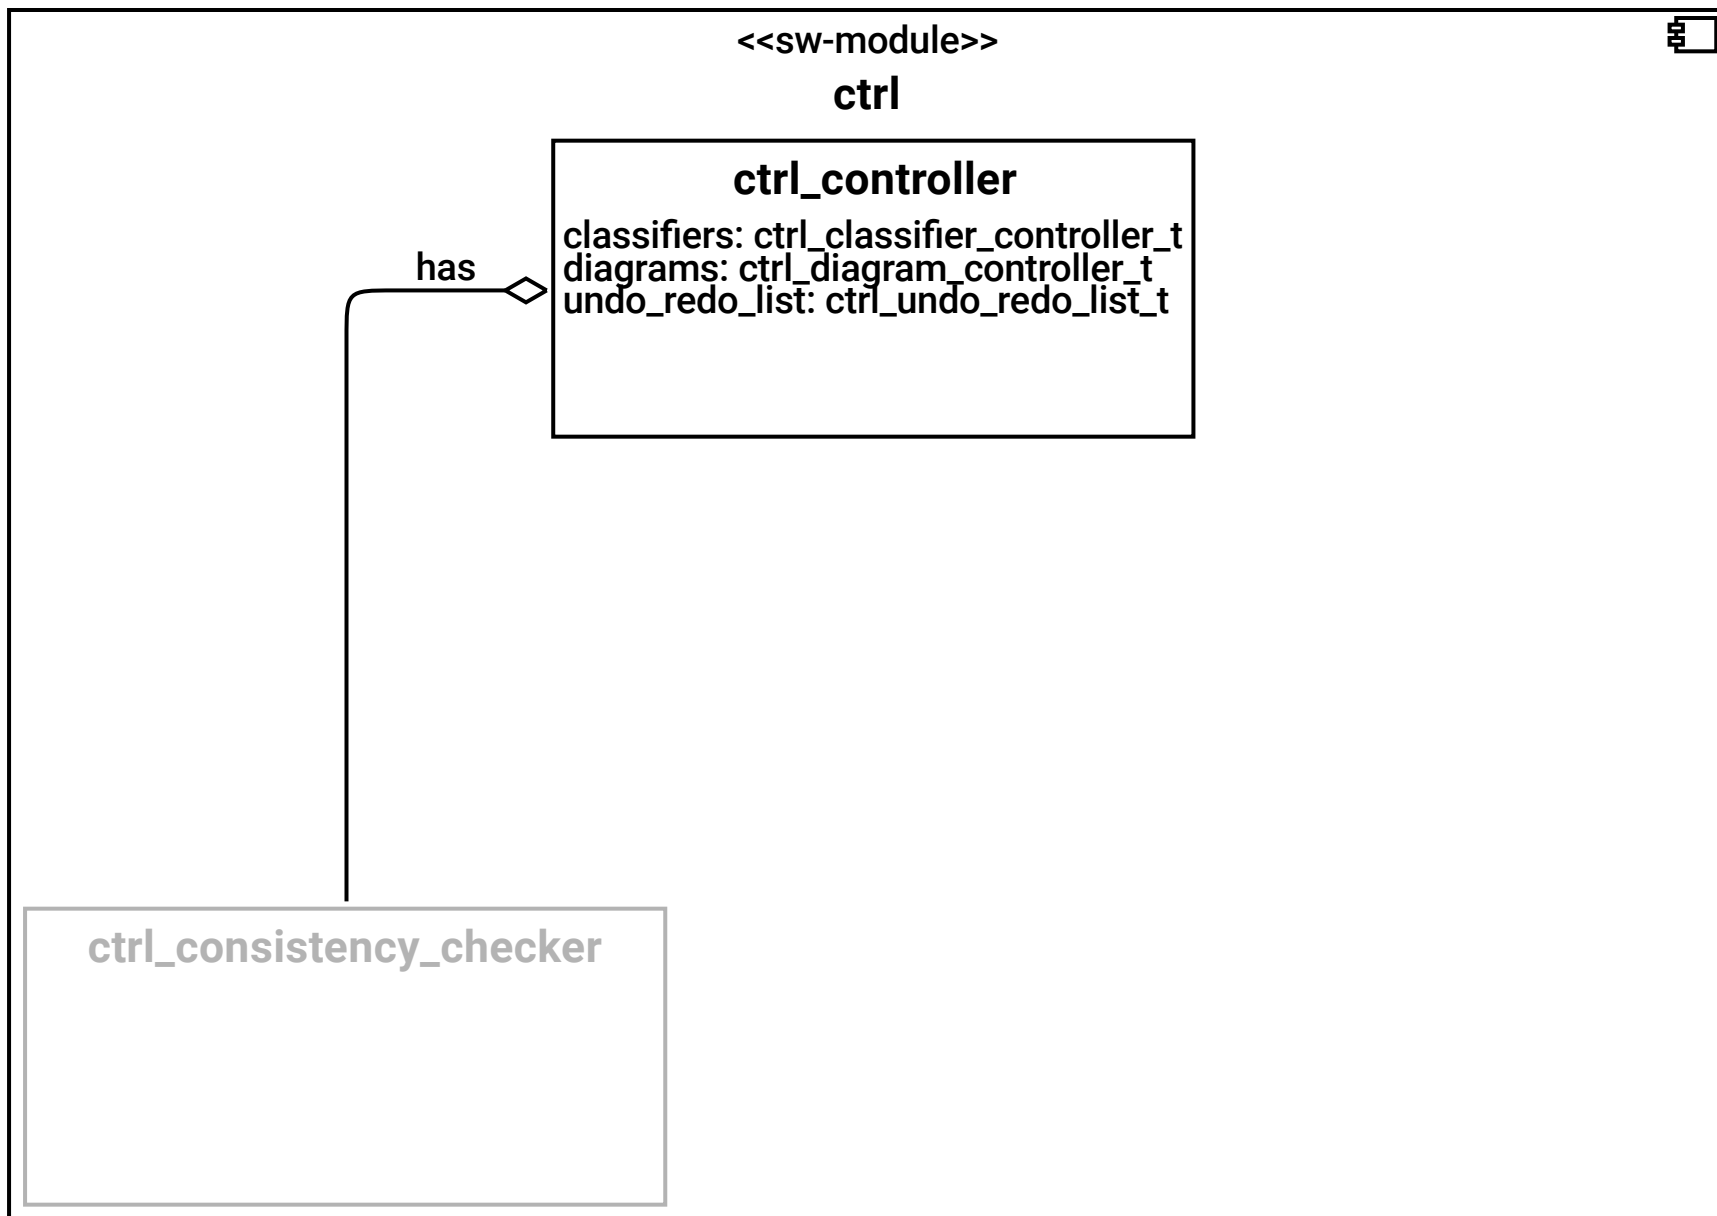 <<sw-module>>
ctrl
ctrl_controller
classifiers: ctrl_classifier_controller_t
diagrams: ctrl_diagram_controller_t
undo_redo_list: ctrl_undo_redo_list_t
has
ctrl_consistency_checker